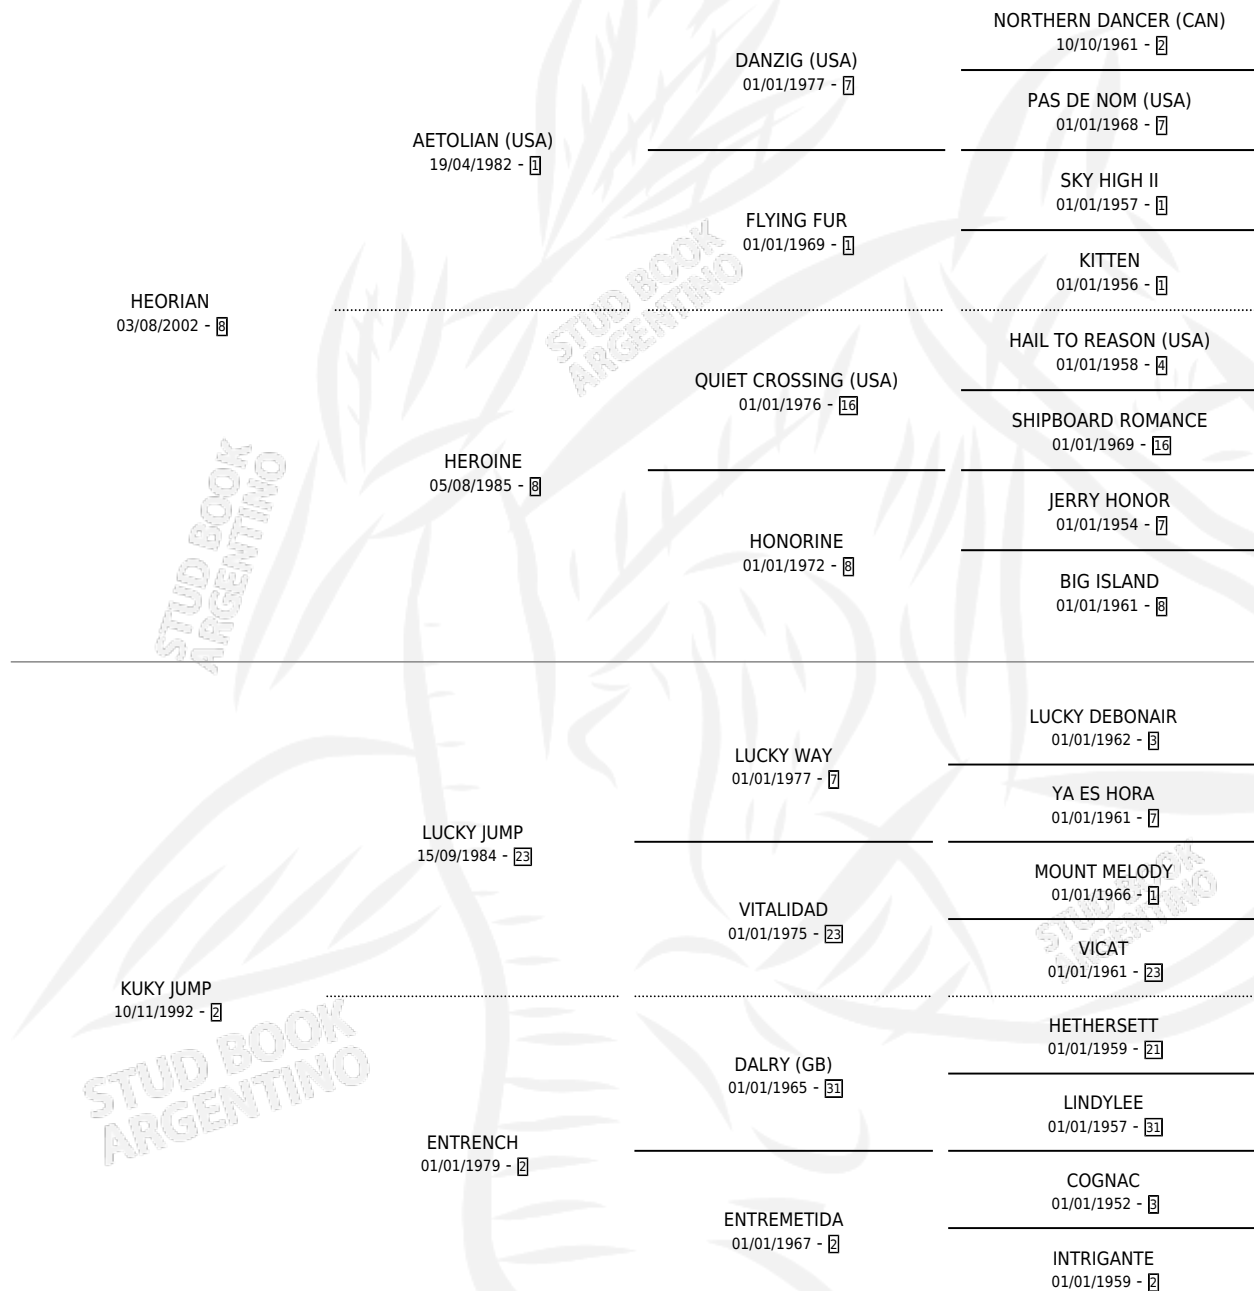 NORTHERN DANCER (CAN)
10/10/1961 - 2
DANZIG (USA)
01/01/1977 - 7
PAS DE NOM (USA)
01/01/1968 - 7
AETOLIAN (USA)
19/04/1982 - 1
SKY HIGH II
01/01/1957 - 1
FLYING FUR
01/01/1969 - 1
KITTEN
01/01/1956 - 1
HEORIAN
03/08/2002 - 8
HAIL TO REASON (USA)
01/01/1958 - 4
QUIET CROSSING (USA)
01/01/1976 - 16
SHIPBOARD ROMANCE
01/01/1969 - 16
HEROINE
05/08/1985 - 8
JERRY HONOR
01/01/1954 - 7
HONORINE
01/01/1972 - 8
BIG ISLAND
01/01/1961 - 8
LUCKY DEBONAIR
01/01/1962 - 3
LUCKY WAY
01/01/1977 - 7
YA ES HORA
01/01/1961 - 7
LUCKY JUMP
15/09/1984 - 23
MOUNT MELODY
01/01/1966 - 1
VITALIDAD
01/01/1975 - 23
VICAT
01/01/1961 - 23
KUKY JUMP
10/11/1992 - 2
HETHERSETT
01/01/1959 - 21
DALRY (GB)
01/01/1965 - 31
LINDYLEE
01/01/1957 - 31
ENTRENCH
01/01/1979 - 2
COGNAC
01/01/1952 - 3
ENTREMETIDA
01/01/1967 - 2
INTRIGANTE
01/01/1959 - 2
STUD BOOK
ARGENTINO
STUD BOOK
ARGENTINO
STUD BOOK
ARGENTINO
STUD BOOK
ARGENTINO